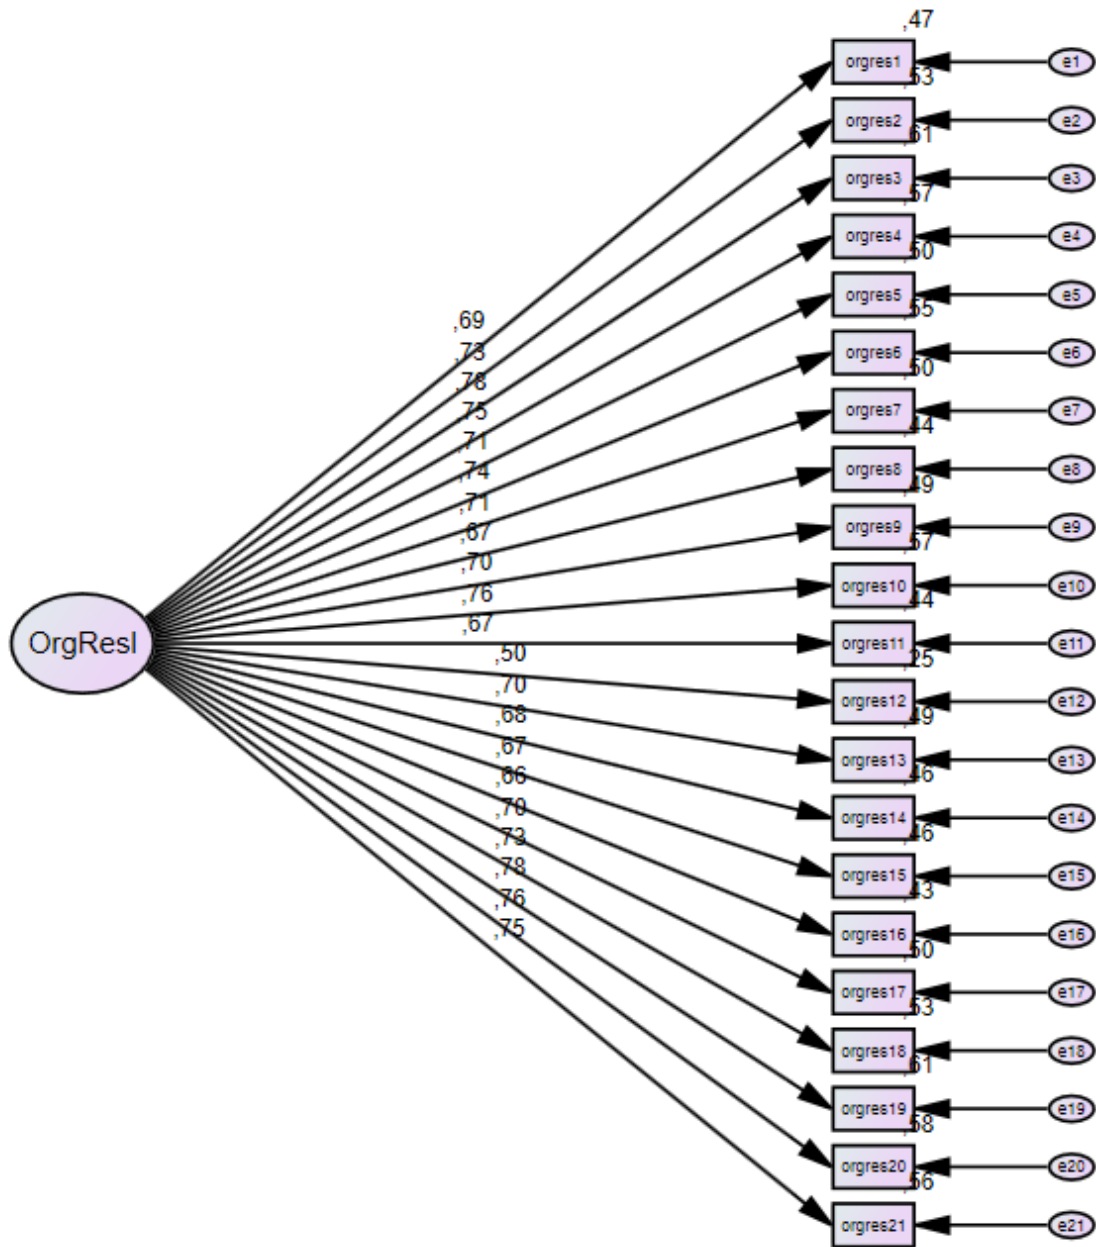 ,47
orgres1
e1
,53
orgres2
e2
,61
orgres3
e3
,57
orgres4
e4
,50
orgres5
e5
,55
,69
orgres6
e6
,73
,50
,78
orgres7
e7
,75
,44
,71
orgres8
e8
,74
,49
,71
orgres9
e9
,67
,57
,70
orgres10
e10
,76
,44
,67
OrgResl
orgres11
e11
,50
,25
,70
orgres12
e12
,68
,49
,67
orgres13
e13
,66
,46
,70
orgres14
e14
,73
,46
,78
orgres15
e15
,76
,43
,75
orgres16
e16
,50
orgres17
e17
,53
orgres18
e18
,61
orgres19
e19
,58
orgres20
e20
,56
orgres21
e21